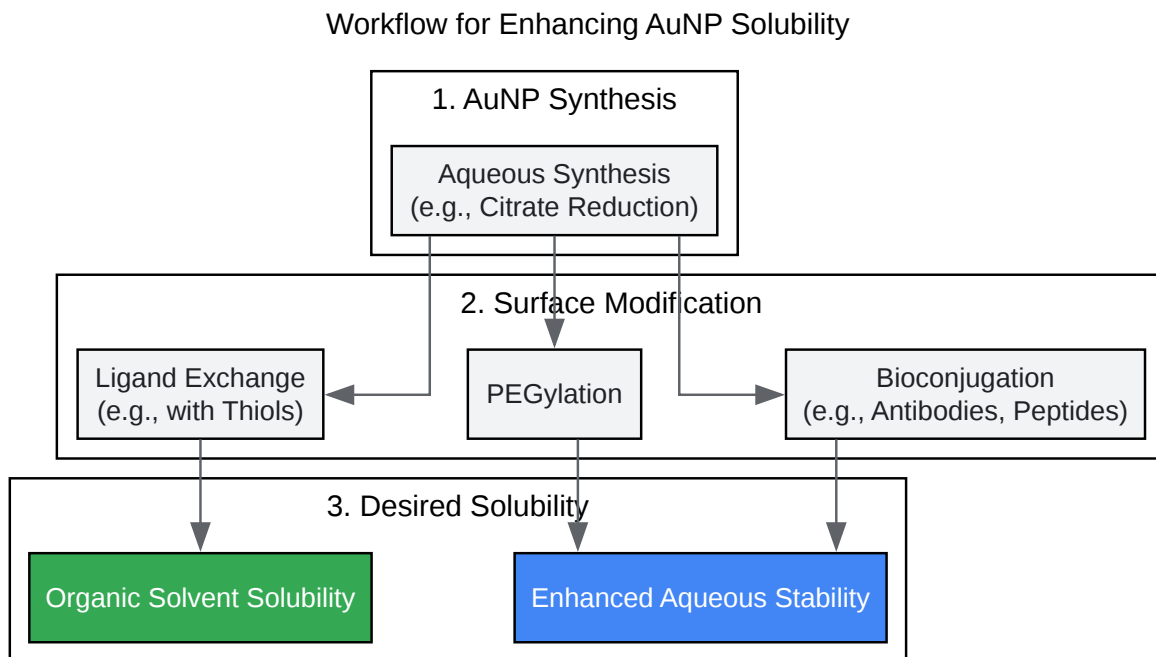 Workflow for Enhancing AuNP Solubility
1. AuNP Synthesis
Aqueous Synthesis
(e.g., Citrate Reduction)
2. Surface Modification
Ligand Exchange
(e.g., with Thiols)
PEGylation
Bioconjugation
(e.g., Antibodies, Peptides)
3. Desired Solubility
Organic Solvent Solubility
Enhanced Aqueous Stability